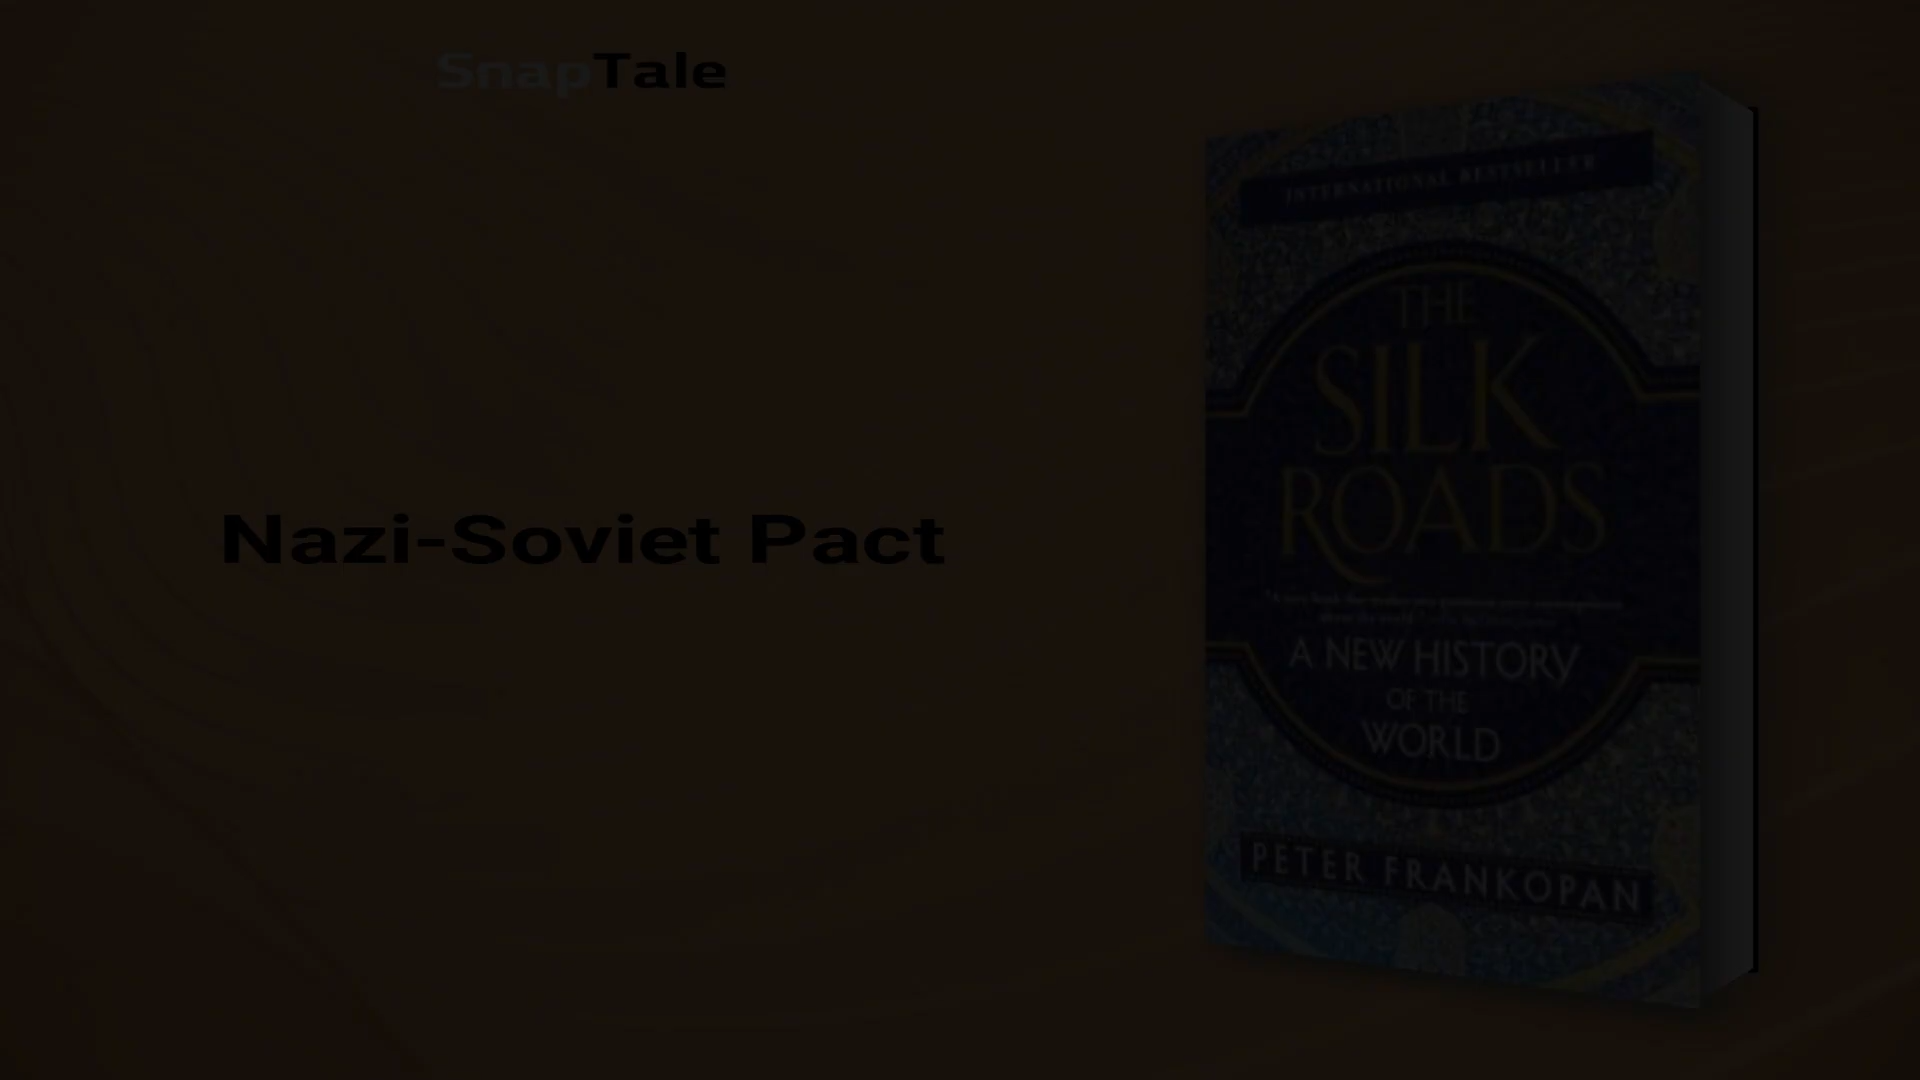 SnapTale
Nazi-Soviet Pact
INTERNATIONAL BESTSELLER
THE
SILK
ROADS
A NEW HISTORY
OF THE
WORLD
PETER FRANKOPAN